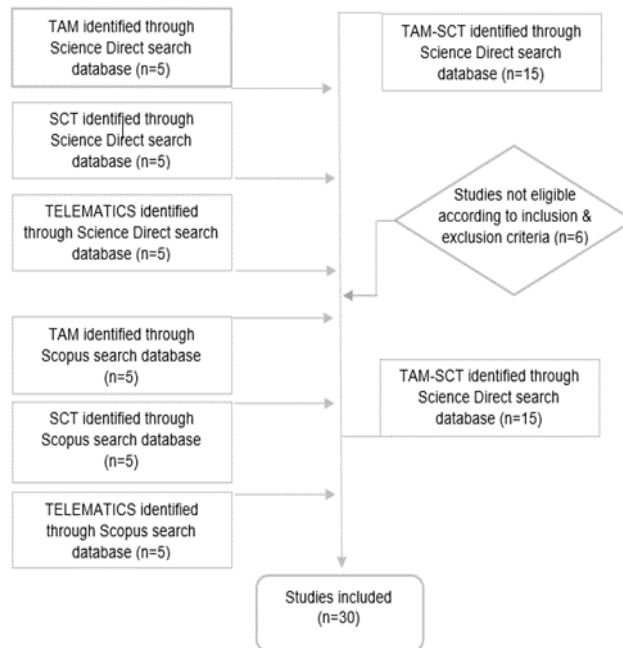 TAM identified through
Science Direct search
database (n=5)
SCT identified through
Science Direct search
database (n=5)
TELEMATICS identified
through Science Direct search
database (n=5)
TAM identified through
Scopus search database
(n=5)
SCT identified through
Scopus search database
(n=5)
TELEMATICS identified
through Scopus search
database (n=5)
TAM-SCT identified through
Science Direct search
database (n=15)
Studies not eligible
according to inclusion &
exclusion criteria (n=6)
TAM-SCT identified through
Science Direct search
database (n=15)
Studies included
(n=30)